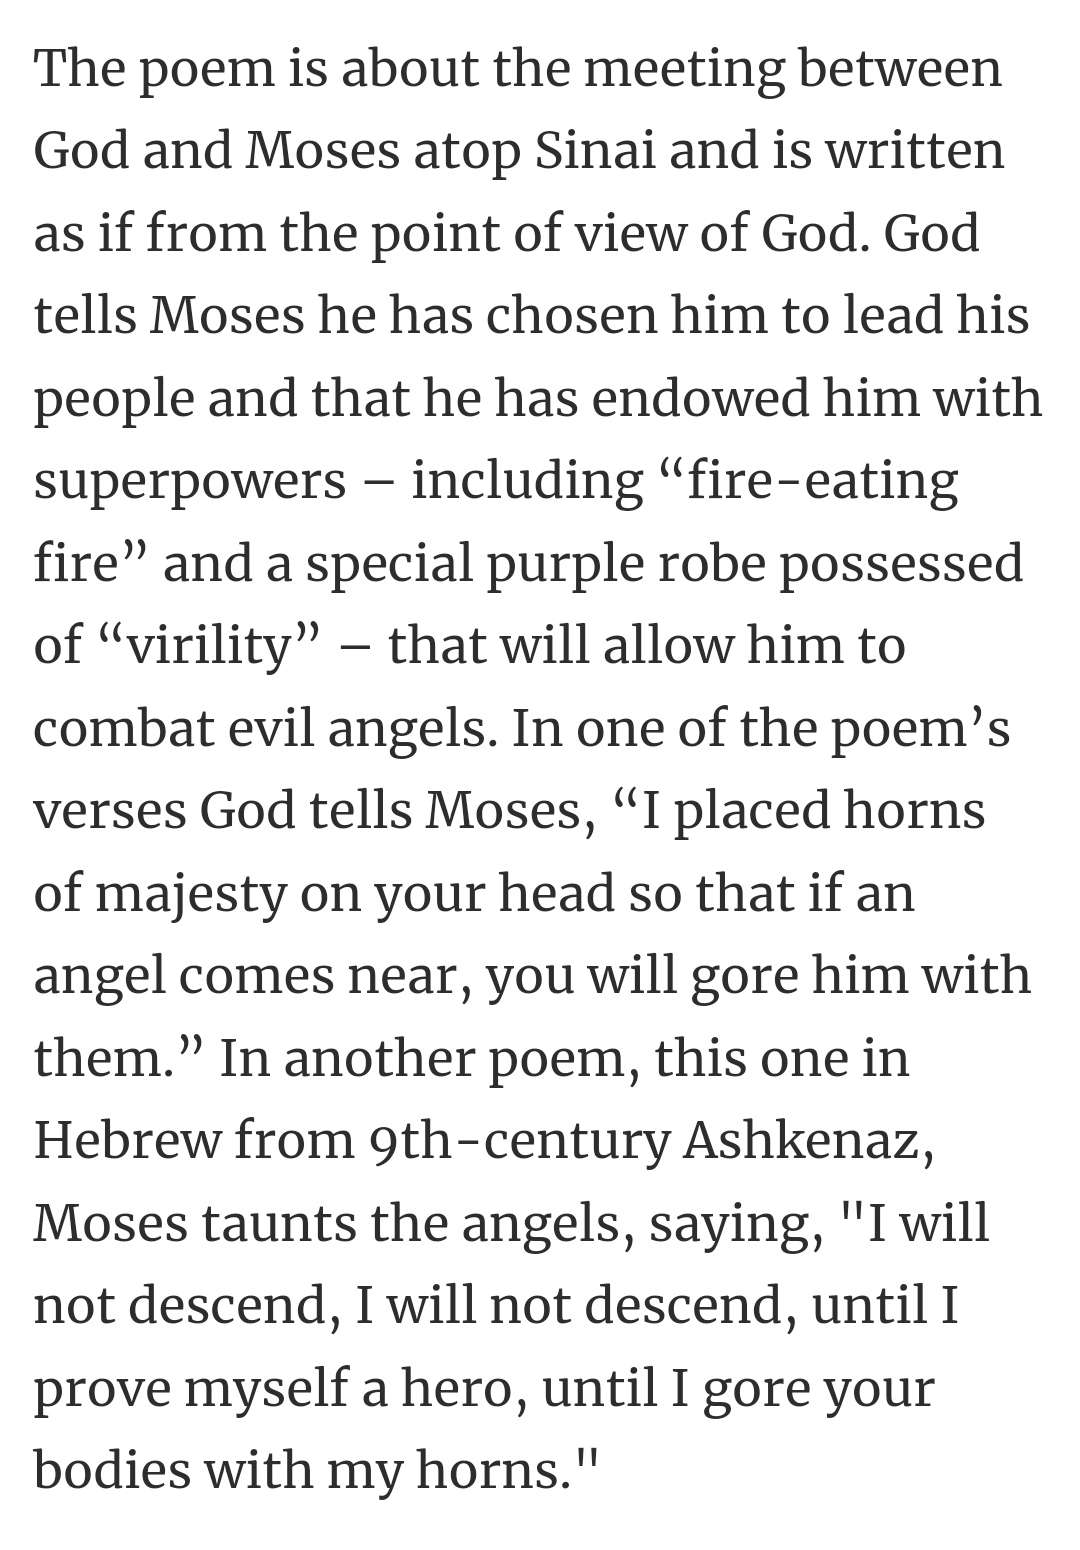 The poem is about the meeting between
God and Moses atop Sinai and is written
as if from the point of view of God. God
tells Moses he has chosen him to lead his
people and that he has endowed him with
superpowers – including “fire-eating
fire” and a special purple robe possessed
of “virility” – that will allow him to
combat evil angels. In one of the poem’s
verses God tells Moses, “I placed horns
of majesty on your head so that if an
angel comes near, you will gore him with
them.” In another poem, this one in
Hebrew from 9th-century Ashkenaz,
Moses taunts the angels, saying, "I will
not descend, I will not descend, until I
prove myself a hero, until I gore your
bodies with my horns."